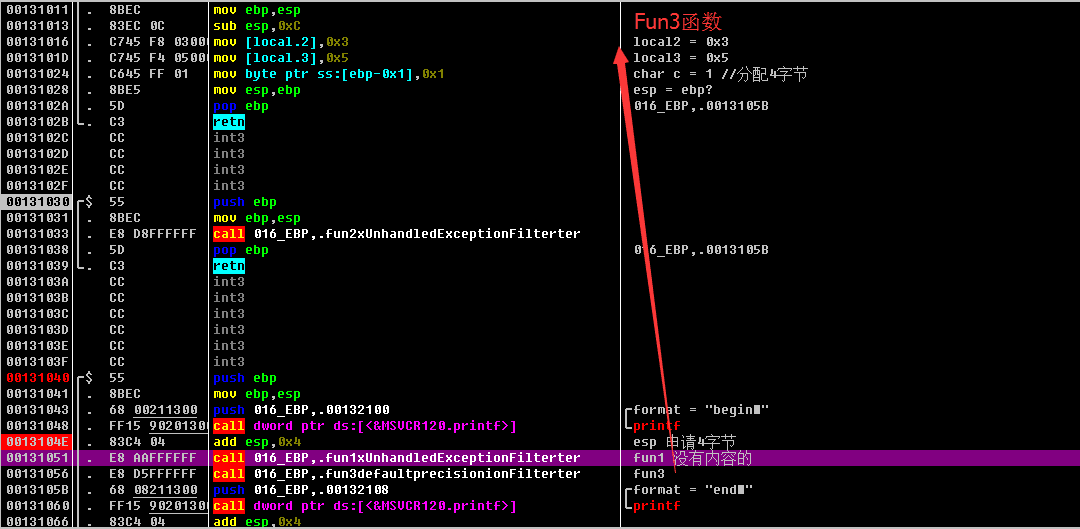 Fun3函数
00131011 . 8BEC mov ebp,esp
00131013 . 83EC 0C sub esp,0xC
00131016 . C745 F8 03000 mov [local.2],0x3 local2 = 0x3
0013101D . C745 F4 05000 mov [local.3],0x5 local3 = 0x5
00131024 . C645 FF 01 mov byte ptr ss:[ebp-0x1],0x1 char c = 1 //分配4字节
00131028 . 8BE5 mov esp,ebp esp = ebp?
0013102A . 5D pop ebp 016_EBP,.0013105B
0013102B . C3 retn
0013102C CC int3
0013102D CC int3
0013102E CC int3
0013102F CC int3
00131030 $ 55 push ebp
00131031 . 8BEC mov ebp,esp
00131033 . E8 D8FFFFFF call 016_EBP,.fun2xUnhandledExceptionFilterter
00131038 . 5D pop ebp 016_EBP,.0013105B
00131039 . C3 retn
0013103A CC int3
0013103B CC int3
0013103C CC int3
0013103D CC int3
0013103E CC int3
0013103F CC int3
00131040 $ 55 push ebp
00131041 . 8BEC mov ebp,esp
00131043 . 68 00211300 push 016_EBP,.00132100 format = "begin■"
00131048 . FF15 90201300 call dword ptr ds:[<&MSVCR120.printf>] printf
0013104E . 83C4 04 add esp,0x4 esp 申请4字节
00131051 . E8 AAFFFFFF call 016_EBP,.fun1xUnhandledExceptionFilterter fun1 没有内容的
00131056 . E8 D5FFFFFF call 016_EBP,.fun3defaultprecisionionFilterter fun3
0013105B . 68 08211300 push 016_EBP,.00132108 format = "end■"
00131060 . FF15 90201300 call dword ptr ds:[<&MSVCR120.printf>] printf
00131066 . 83C4 04 add esp,0x4